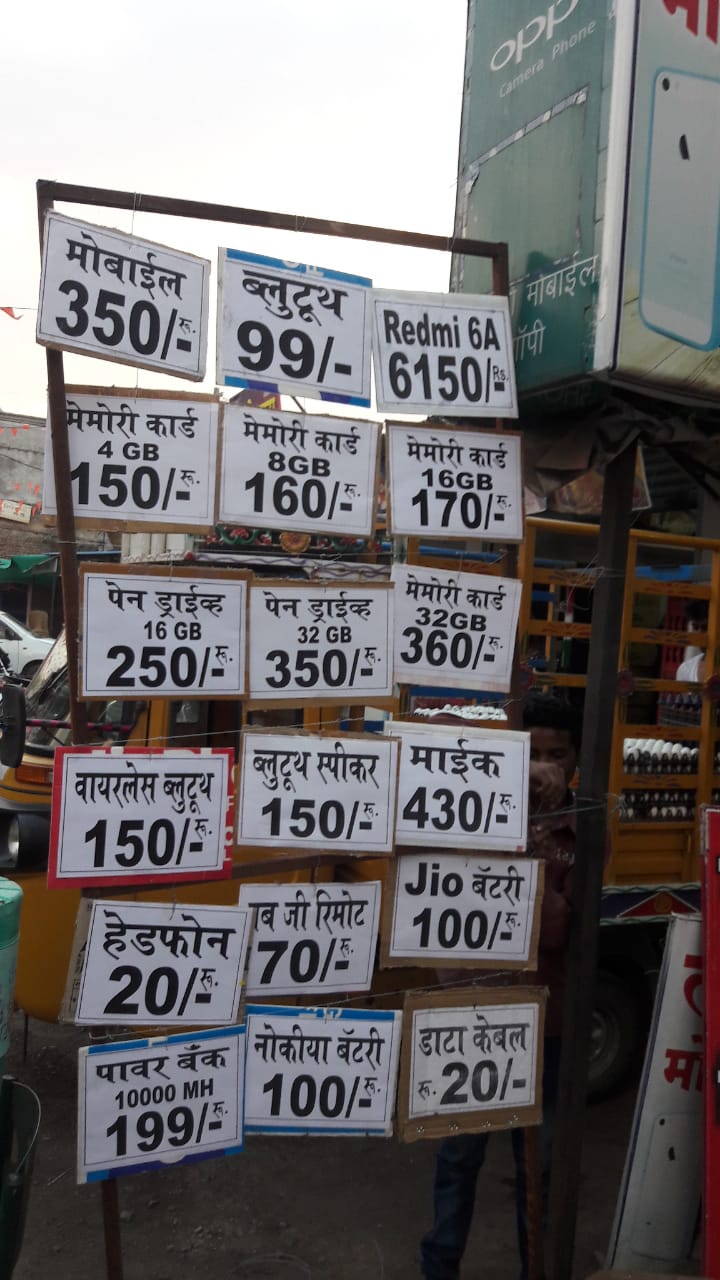 oppo
Camera Phone
मोबाईल
350/-रू.
ब्लुटूथ
99/-
Redmi 6A
6150/-Rs.
मेमोरी कार्ड
4 GB
150/-रू.
मेमोरी कार्ड
8GB
160/-रू.
मेमोरी कार्ड
16GB
170/-रू.
पेन ड्राईव्ह
16 GB
250/-रू.
पेन ड्राईव्ह
32 GB
350/-रू.
मेमोरी कार्ड
32GB
360/-रू.
वायरलेस ब्लुटूथ
150/-रू.
ब्लुटूथ स्पीकर
150/-रू.
माईक
430/-रू.
हेडफोन
20/-रू.
जी रिमोट
70/-रू.
Jio बॅटरी
100/-रू.
पावर बँक
10000 MH
199/-रू.
नोकीया बॅटरी
100/-रू.
डाटा केबल
रू. 20/-
मोबाईल